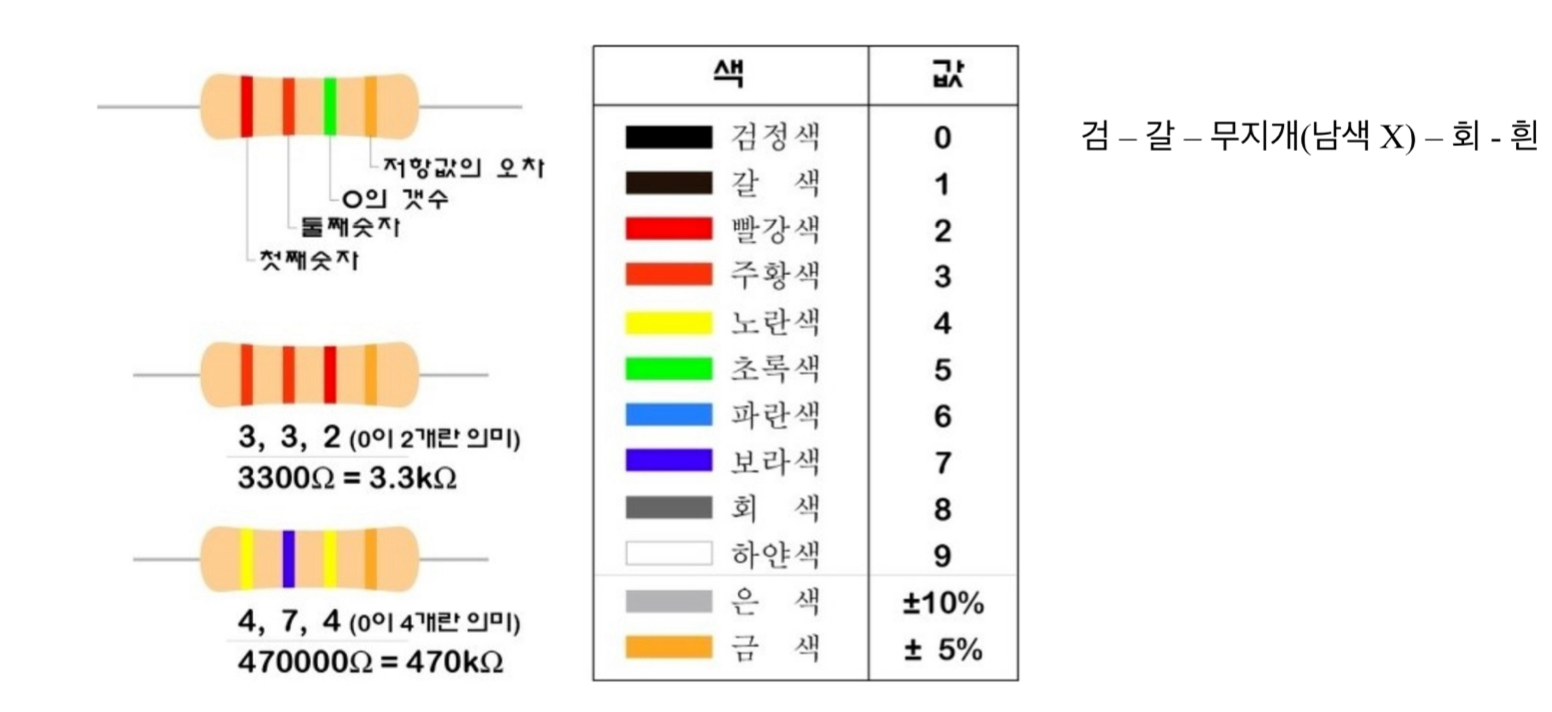 저항값의 오차
0의 갯수
둘째숫자
첫째숫자
3, 3, 2 (0이 2개란 의미)
3300Ω = 3.3kΩ
4, 7, 4 (0이 4개란 의미)
470000Ω = 470kΩ
색 값
검정색 0
갈 색 1
빨강색 2
주황색 3
노란색 4
초록색 5
파란색 6
보라색 7
회 색 8
하얀색 9
은 색 ±10%
금 색 ± 5%
검 – 갈 – 무지개(남색 X) – 회 - 흰